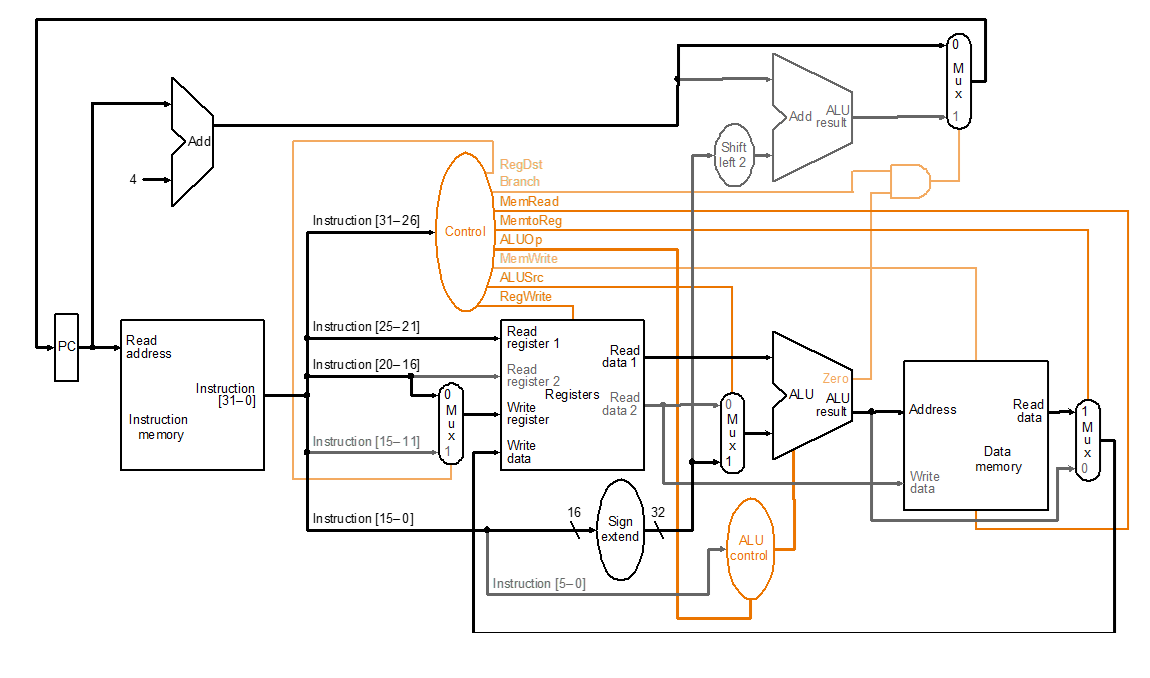 0
M
u
x
1
Add
ALU
result
Add
Shift
left 2
4
RegDst
Branch
MemRead
MemtoReg
ALUOp
MemWrite
ALUSrc
RegWrite
Control
Instruction [31–26]
Instruction [25–21]
Instruction [20–16]
Instruction [15–11]
Instruction [15–0]
Instruction [5–0]
PC
Read
address
Instruction
[31–0]
Instruction
memory
0
M
u
x
1
Read
register 1
Read
register 2
Write
register
Write
data
Registers
Read
data 1
Read
data 2
0
M
u
x
1
Zero
ALU
ALU
result
Address
Write
data
Read
data
Data
memory
1
M
u
x
0
16
Sign
extend
32
ALU
control